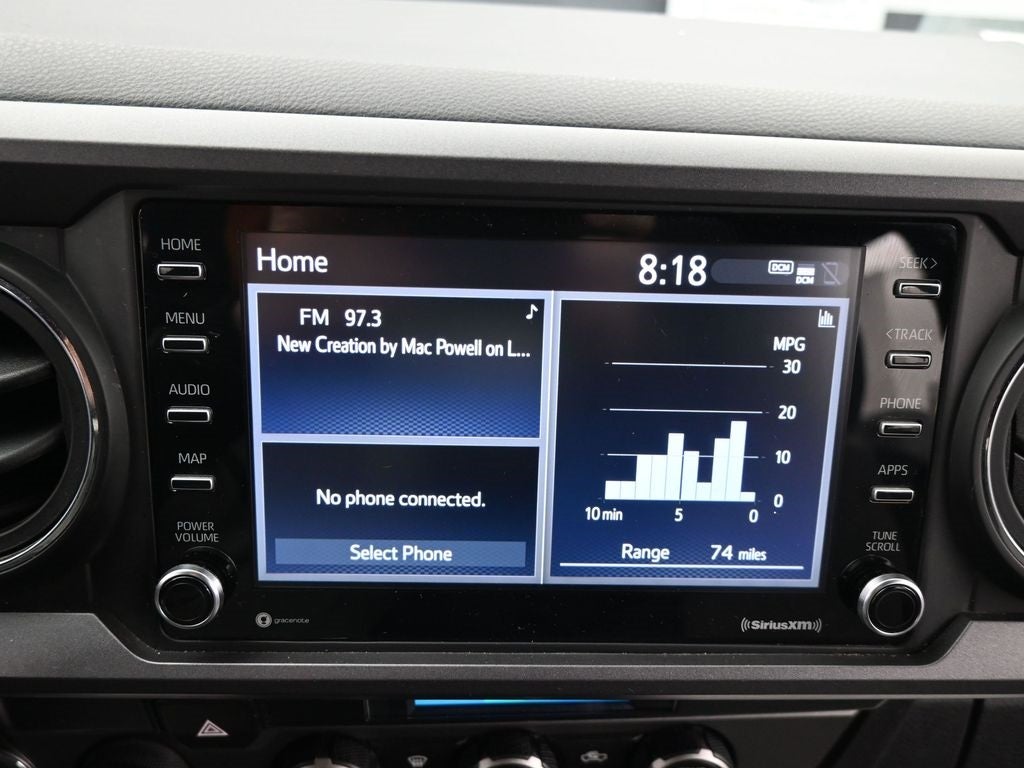 HOME
MENU
AUDIO
MAP
POWER
VOLUME
Home
8:18
DCM
DCM
FM 97.3
New Creation by Mac Powell on L...
No phone connected.
Select Phone
MPG
30
20
10
0
10 min 5 0
Range 74 miles
SEEK >
< TRACK
PHONE
APPS
TUNE
SCROLL
gracenote
((SiriusXM))